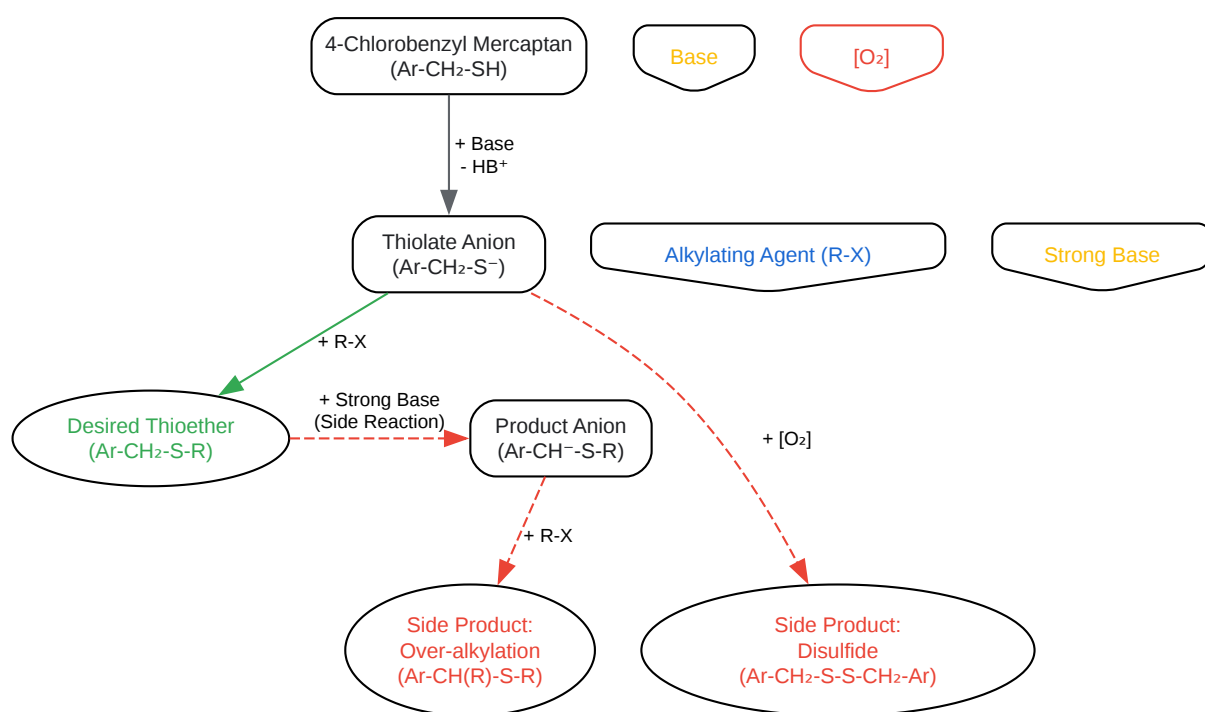 4-Chlorobenzyl Mercaptan
(Ar-CH₂-SH)
Base
[O₂]
+ Base
- HB⁺
Thiolate Anion
(Ar-CH₂-S⁻)
Alkylating Agent (R-X)
Strong Base
+ R-X
Desired Thioether
(Ar-CH₂-S-R)
+ Strong Base
(Side Reaction)
Product Anion
(Ar-CH⁻-S-R)
+ [O₂]
+ R-X
Side Product:
Over-alkylation
(Ar-CH(R)-S-R)
Side Product:
Disulfide
(Ar-CH₂-S-S-CH₂-Ar)